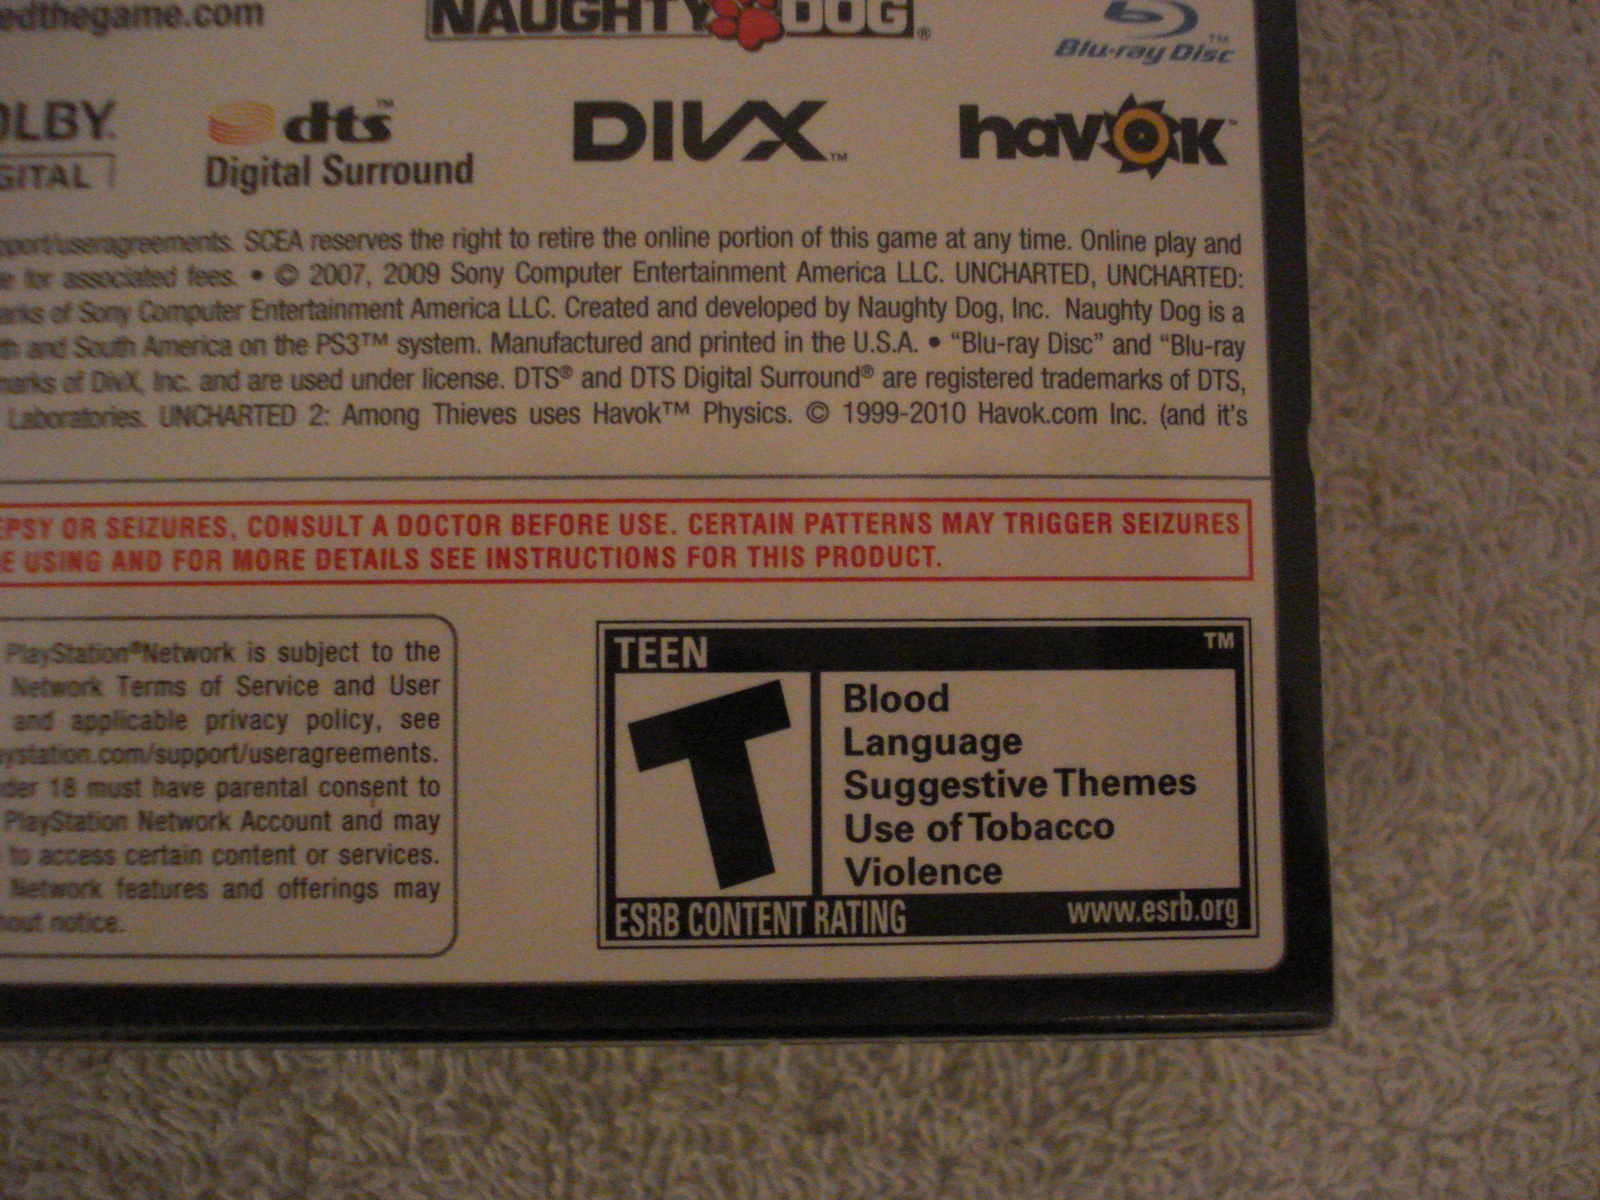 edthegame.com
NAUGHTY DOG ®
Blu-ray Disc ™
OLBY.
GITAL
dts ™
Digital Surround
DIVX ™
havok ™
pport/useragreements. SCEA reserves the right to retire the online portion of this game at any time. Online play and
for associated fees. • © 2007, 2009 Sony Computer Entertainment America LLC. UNCHARTED, UNCHARTED:
arks of Sony Computer Entertainment America LLC. Created and developed by Naughty Dog, Inc. Naughty Dog is a
th and South America on the PS3™ system. Manufactured and printed in the U.S.A. • “Blu-ray Disc” and “Blu-ray
marks of DivX, Inc. and are used under license. DTS® and DTS Digital Surround® are registered trademarks of DTS,
Laboratories. UNCHARTED 2: Among Thieves uses Havok™ Physics. © 1999-2010 Havok.com Inc. (and it's
EPSY OR SEIZURES, CONSULT A DOCTOR BEFORE USE. CERTAIN PATTERNS MAY TRIGGER SEIZURES
E USING AND FOR MORE DETAILS SEE INSTRUCTIONS FOR THIS PRODUCT.
PlayStation®Network is subject to the
Network Terms of Service and User
and applicable privacy policy, see
ystation.com/support/useragreements.
der 18 must have parental consent to
PlayStation Network Account and may
to access certain content or services.
Network features and offerings may
hout notice.
TEEN ™
T
Blood
Language
Suggestive Themes
Use of Tobacco
Violence
ESRB CONTENT RATING www.esrb.org